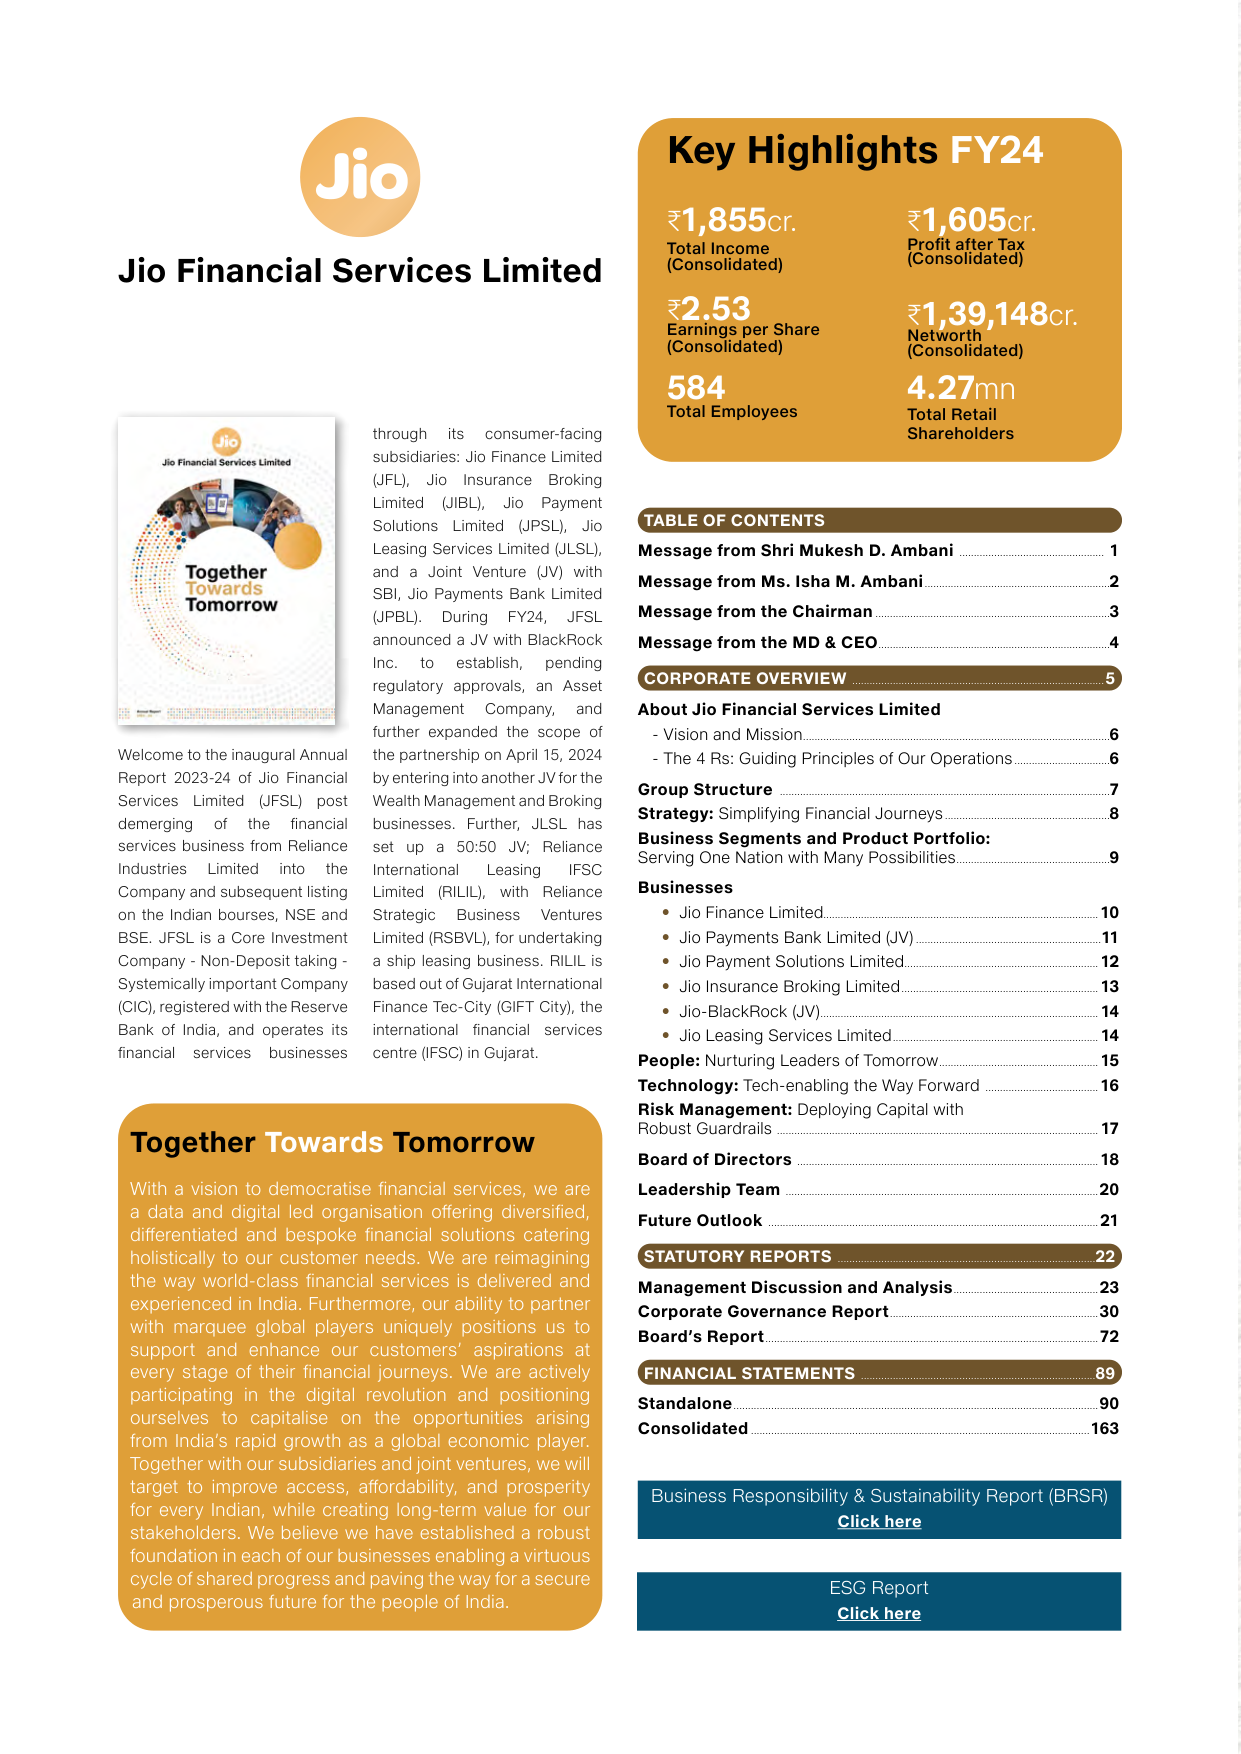 Jio
Jio Financial Services Limited
Jio
Jio Financial Services Limited
Together
Towards
Tomorrow
Annual Report
Welcome to the inaugural Annual
Report 2023-24 of Jio Financial
Services Limited (JFSL) post
demerging of the financial
services business from Reliance
Industries Limited into the
Company and subsequent listing
on the Indian bourses, NSE and
BSE. JFSL is a Core Investment
Company - Non-Deposit taking -
Systemically important Company
(CIC), registered with the Reserve
Bank of India, and operates its
financial services businesses
through its consumer-facing
subsidiaries: Jio Finance Limited
(JFL), Jio Insurance Broking
Limited (JIBL), Jio Payment
Solutions Limited (JPSL), Jio
Leasing Services Limited (JLSL),
and a Joint Venture (JV) with
SBI, Jio Payments Bank Limited
(JPBL). During FY24, JFSL
announced a JV with BlackRock
Inc. to establish, pending
regulatory approvals, an Asset
Management Company, and
further expanded the scope of
the partnership on April 15, 2024
by entering into another JV for the
Wealth Management and Broking
businesses. Further, JLSL has
set up a 50:50 JV; Reliance
International Leasing IFSC
Limited (RILIL), with Reliance
Strategic Business Ventures
Limited (RSBVL), for undertaking
a ship leasing business. RILIL is
based out of Gujarat International
Finance Tec-City (GIFT City), the
international financial services
centre (IFSC) in Gujarat.
Together Towards Tomorrow
With a vision to democratise financial services, we are
a data and digital led organisation offering diversified,
differentiated and bespoke financial solutions catering
holistically to our customer needs. We are reimagining
the way world-class financial services is delivered and
experienced in India. Furthermore, our ability to partner
with marquee global players uniquely positions us to
support and enhance our customers' aspirations at
every stage of their financial journeys. We are actively
participating in the digital revolution and positioning
ourselves to capitalise on the opportunities arising
from India's rapid growth as a global economic player.
Together with our subsidiaries and joint ventures, we will
target to improve access, affordability, and prosperity
for every Indian, while creating long-term value for our
stakeholders. We believe we have established a robust
foundation in each of our businesses enabling a virtuous
cycle of shared progress and paving the way for a secure
and prosperous future for the people of India.
Key Highlights FY24
₹1,855cr.
Total Income
(Consolidated)
₹1,605cr.
Profit after Tax
(Consolidated)
₹2.53
Earnings per Share
(Consolidated)
₹1,39,148cr.
Networth
(Consolidated)
584
Total Employees
4.27mn
Total Retail
Shareholders
TABLE OF CONTENTS
Message from Shri Mukesh D. Ambani 1
Message from Ms. Isha M. Ambani 2
Message from the Chairman 3
Message from the MD & CEO 4
CORPORATE OVERVIEW 5
About Jio Financial Services Limited
- Vision and Mission 6
- The 4 Rs: Guiding Principles of Our Operations 6
Group Structure 7
Strategy: Simplifying Financial Journeys 8
Business Segments and Product Portfolio:
Serving One Nation with Many Possibilities 9
Businesses
• Jio Finance Limited 10
• Jio Payments Bank Limited (JV) 11
• Jio Payment Solutions Limited 12
• Jio Insurance Broking Limited 13
• Jio-BlackRock (JV) 14
• Jio Leasing Services Limited 14
People: Nurturing Leaders of Tomorrow 15
Technology: Tech-enabling the Way Forward 16
Risk Management: Deploying Capital with
Robust Guardrails 17
Board of Directors 18
Leadership Team 20
Future Outlook 21
STATUTORY REPORTS 22
Management Discussion and Analysis 23
Corporate Governance Report 30
Board's Report 72
FINANCIAL STATEMENTS 89
Standalone 90
Consolidated 163
Business Responsibility & Sustainability Report (BRSR)
Click here
ESG Report
Click here